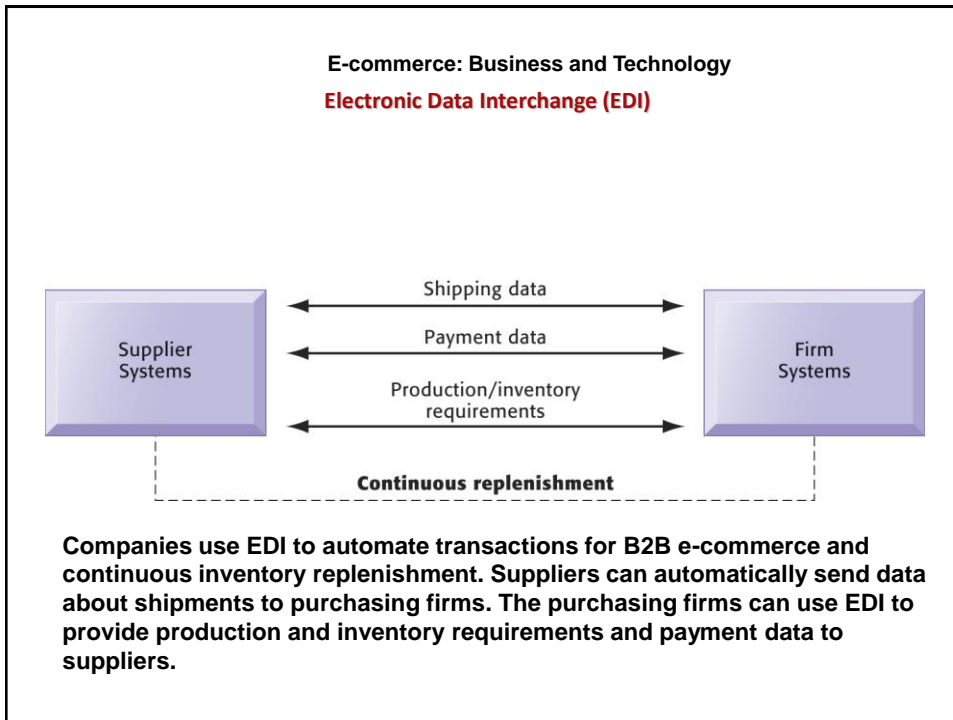 E-commerce: Business and Technology
Electronic Data Interchange (EDI)
Shipping data
Payment data
Supplier
Systems
Firm
Systems
Production/inventory
requirements
Continuous replenishment
Companies use EDI to automate transactions for B2B e-commerce and
continuous inventory replenishment. Suppliers can automatically send data
about shipments to purchasing firms. The purchasing firms can use EDI to
provide production and inventory requirements and payment data to
suppliers.